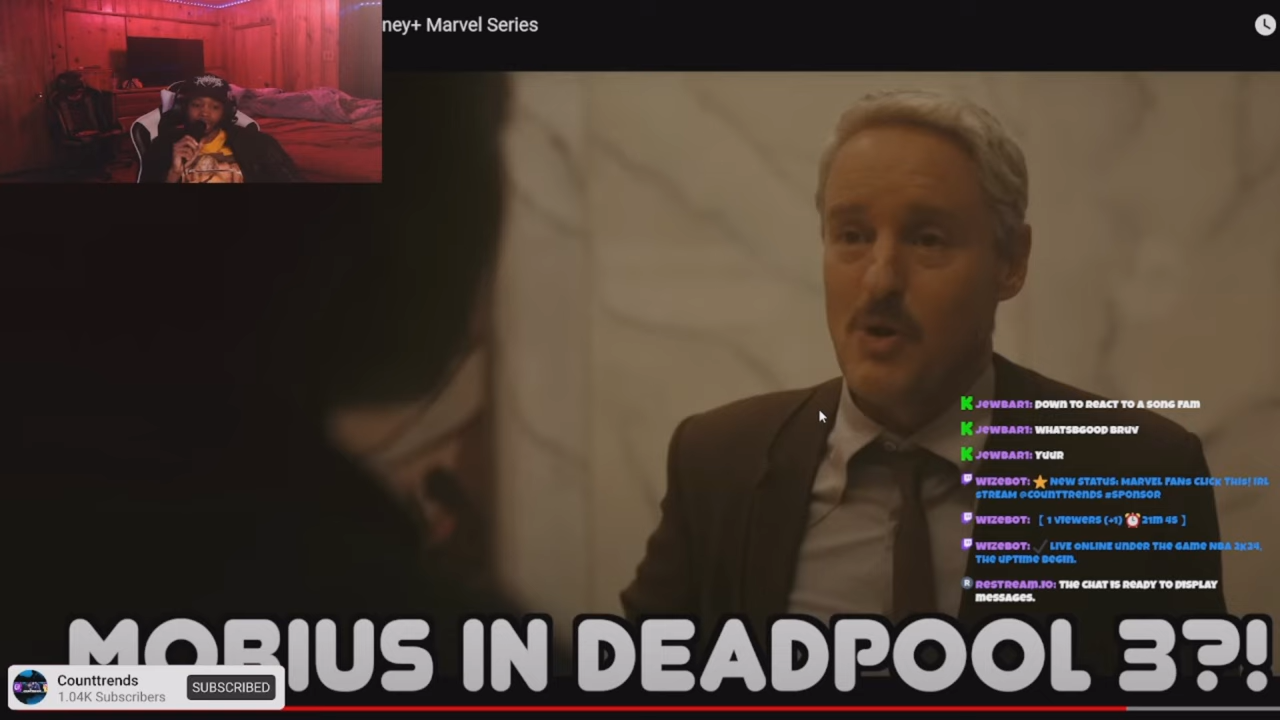 ney+ Marvel Series
JEWBAR1: DOWN TO REACT TO A SONG FAM
JEWBAR1: WHATSBGOOD BRUV
JEWBAR1: YUUR
WIZEBOT: ⭐ NEW STATUS: MARVEL FANS CLICK THIS! IRL
STREAM @COUNTTRENDS #SPONSOR
WIZEBOT: [ 1 VIEWERS (+1) ⏰ 21M 4S ]
WIZEBOT: ✓ LIVE ONLINE UNDER THE GAME NBA 2K24,
THE UPTIME BEGIN.
RESTREAM.IO: THE CHAT IS READY TO DISPLAY
MESSAGES.
MOBIUS IN DEADPOOL 3?!
Counttrends
1.04K Subscribers
SUBSCRIBED